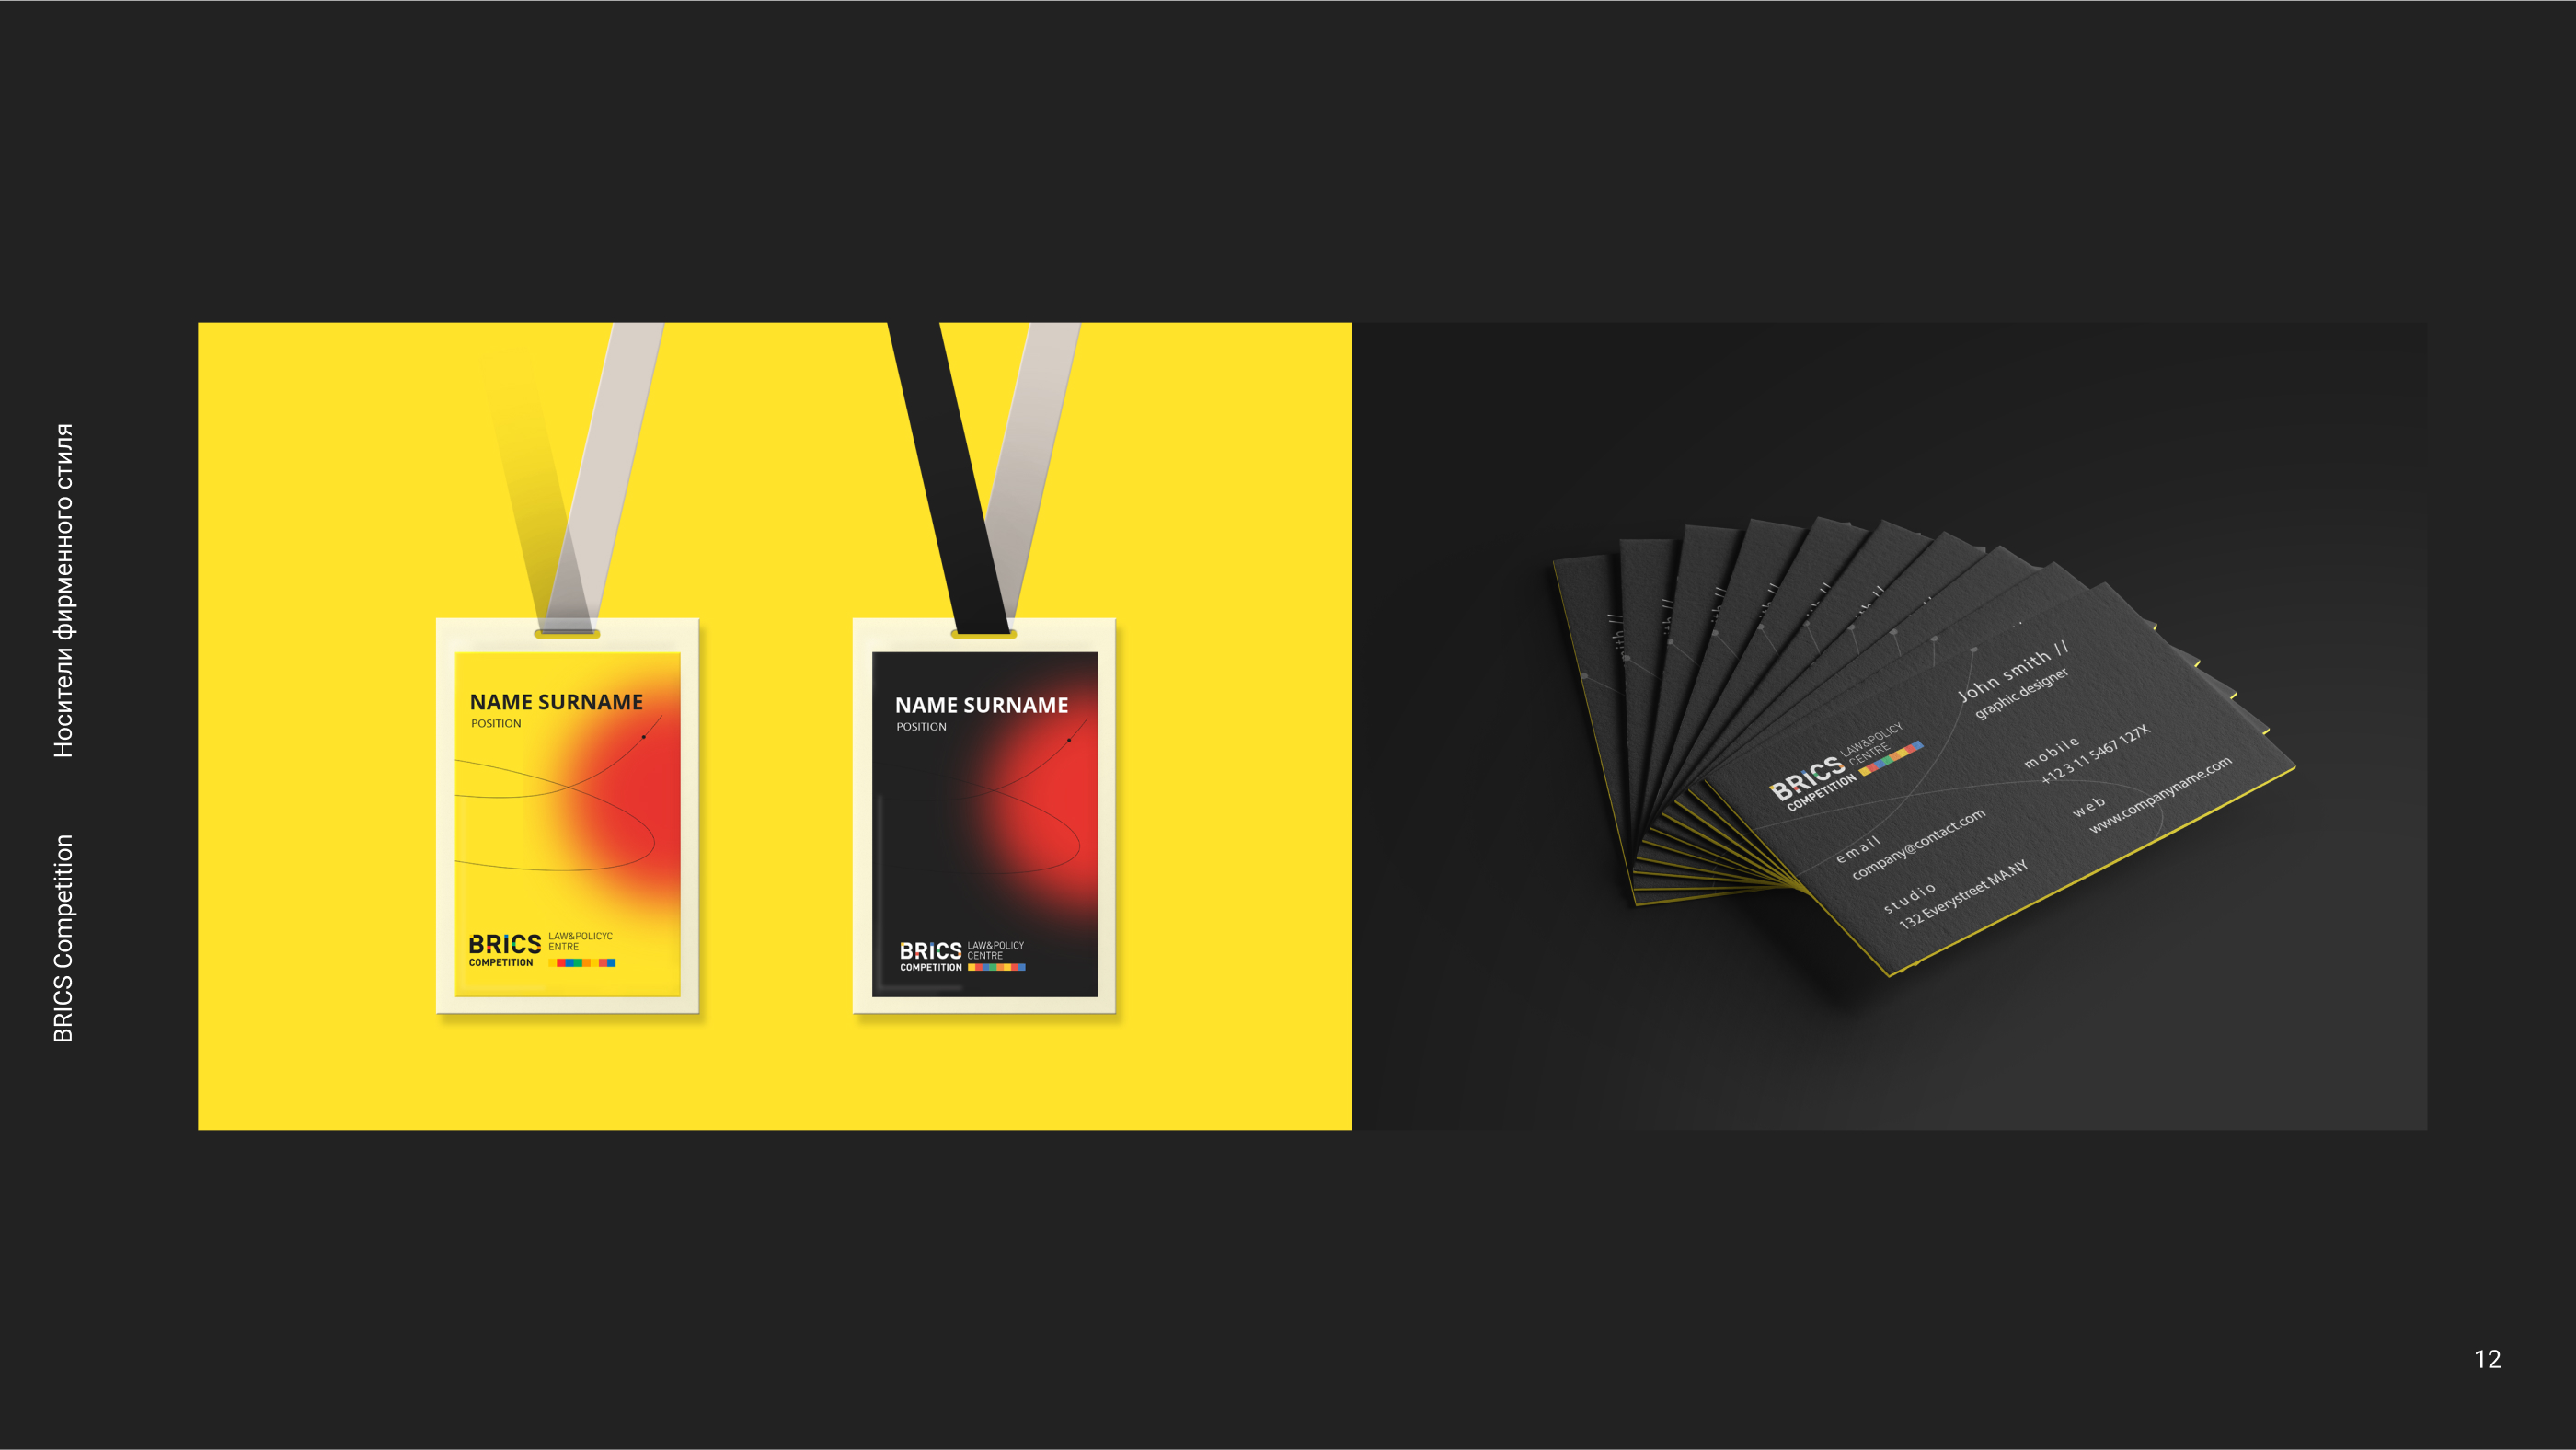 Носители фирменного стиля
BRICS Competition
NAME SURNAME
POSITION
BRICS
COMPETITION
LAW&POLICYC
ENTRE
NAME SURNAME
POSITION
BRICS
COMPETITION
LAW&POLICY
CENTRE
John smith //
graphic designer
BRICS
COMPETITION
LAW&POLICY
CENTRE
mobile
+12 3 11 5467 127X
web
www.companyname.com
email
company@contact.com
studio
132 Everystreet MA.NY
12